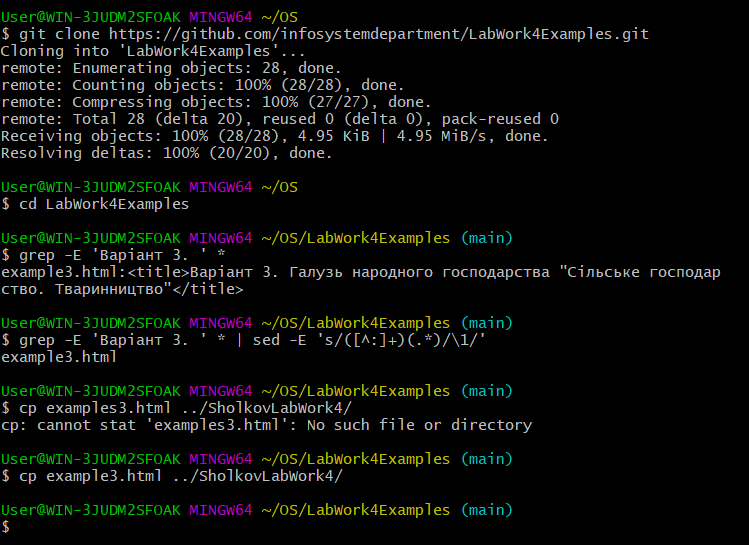 User@WIN-3JUDM2SFOAK MINGW64 ~/OS
$ git clone https://github.com/infosystemdepartment/LabWork4Examples.git
Cloning into 'LabWork4Examples'...
remote: Enumerating objects: 28, done.
remote: Counting objects: 100% (28/28), done.
remote: Compressing objects: 100% (27/27), done.
remote: Total 28 (delta 20), reused 0 (delta 0), pack-reused 0
Receiving objects: 100% (28/28), 4.95 KiB | 4.95 MiB/s, done.
Resolving deltas: 100% (20/20), done.
User@WIN-3JUDM2SFOAK MINGW64 ~/OS
$ cd LabWork4Examples
User@WIN-3JUDM2SFOAK MINGW64 ~/OS/LabWork4Examples (main)
$ grep -E 'Варіант 3. ' *
example3.html:<title>Варіант 3. Галузь народного господарства "Сільське господар
ство. Тваринництво"</title>
User@WIN-3JUDM2SFOAK MINGW64 ~/OS/LabWork4Examples (main)
$ grep -E 'Варіант 3. ' * | sed -E 's/([^:]+)(.*)/\1/'
example3.html
User@WIN-3JUDM2SFOAK MINGW64 ~/OS/LabWork4Examples (main)
$ cp examples3.html ../SholkovLabWork4/
cp: cannot stat 'examples3.html': No such file or directory
User@WIN-3JUDM2SFOAK MINGW64 ~/OS/LabWork4Examples (main)
$ cp example3.html ../SholkovLabWork4/
User@WIN-3JUDM2SFOAK MINGW64 ~/OS/LabWork4Examples (main)
$